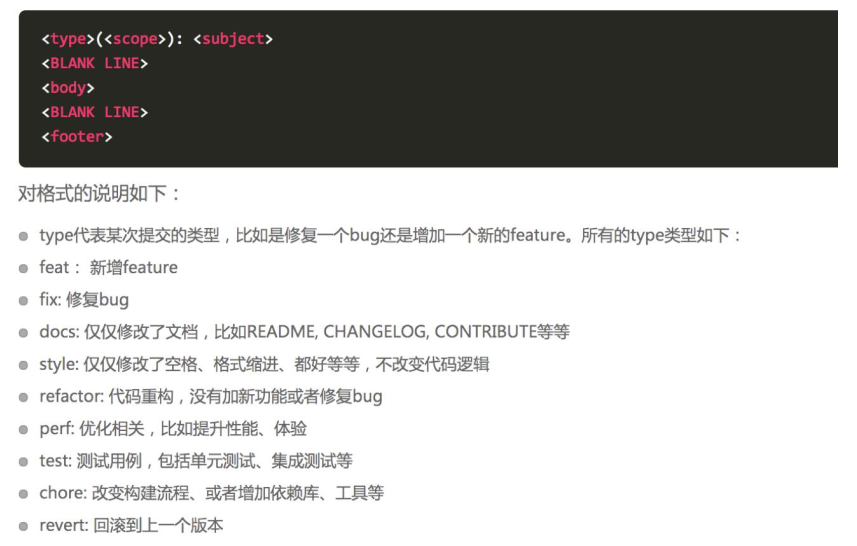 <type>(<scope>): <subject>
<BLANK LINE>
<body>
<BLANK LINE>
<footer>
对格式的说明如下：
type代表某次提交的类型，比如是修复一个bug还是增加一个新的feature。所有的type类型如下：
feat： 新增feature
fix: 修复bug
docs: 仅仅修改了文档，比如README, CHANGELOG, CONTRIBUTE等等
style: 仅仅修改了空格、格式缩进、都好等等，不改变代码逻辑
refactor: 代码重构，没有加新功能或者修复bug
perf: 优化相关，比如提升性能、体验
test: 测试用例，包括单元测试、集成测试等
chore: 改变构建流程、或者增加依赖库、工具等
revert: 回滚到上一个版本